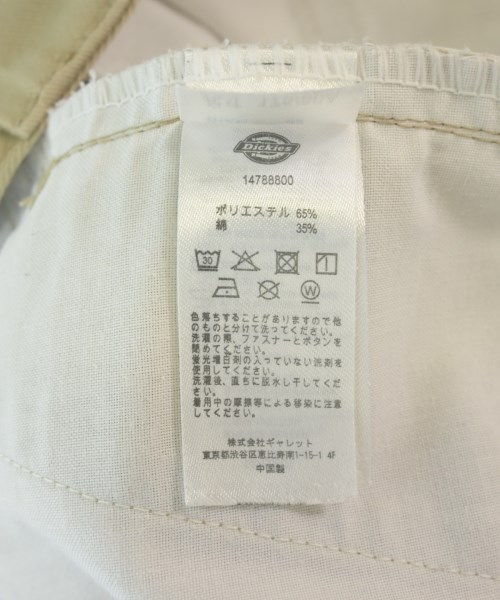 Dickies
14788800
ポリエステル 65%
綿 35%
30
W
色落ちすることがありますので他
のものと分けて洗ってください。
洗濯の際、ファスナーとボタンを
閉めてください。
蛍光増白剤の入っていない洗剤を
使用してください。
洗濯後、直ちに脱水し干してくだ
さい。
着用中の摩擦等による移染に注意
してください。
株式会社ギャレット
東京都渋谷区恵比寿南1-15-1 4F
中国製